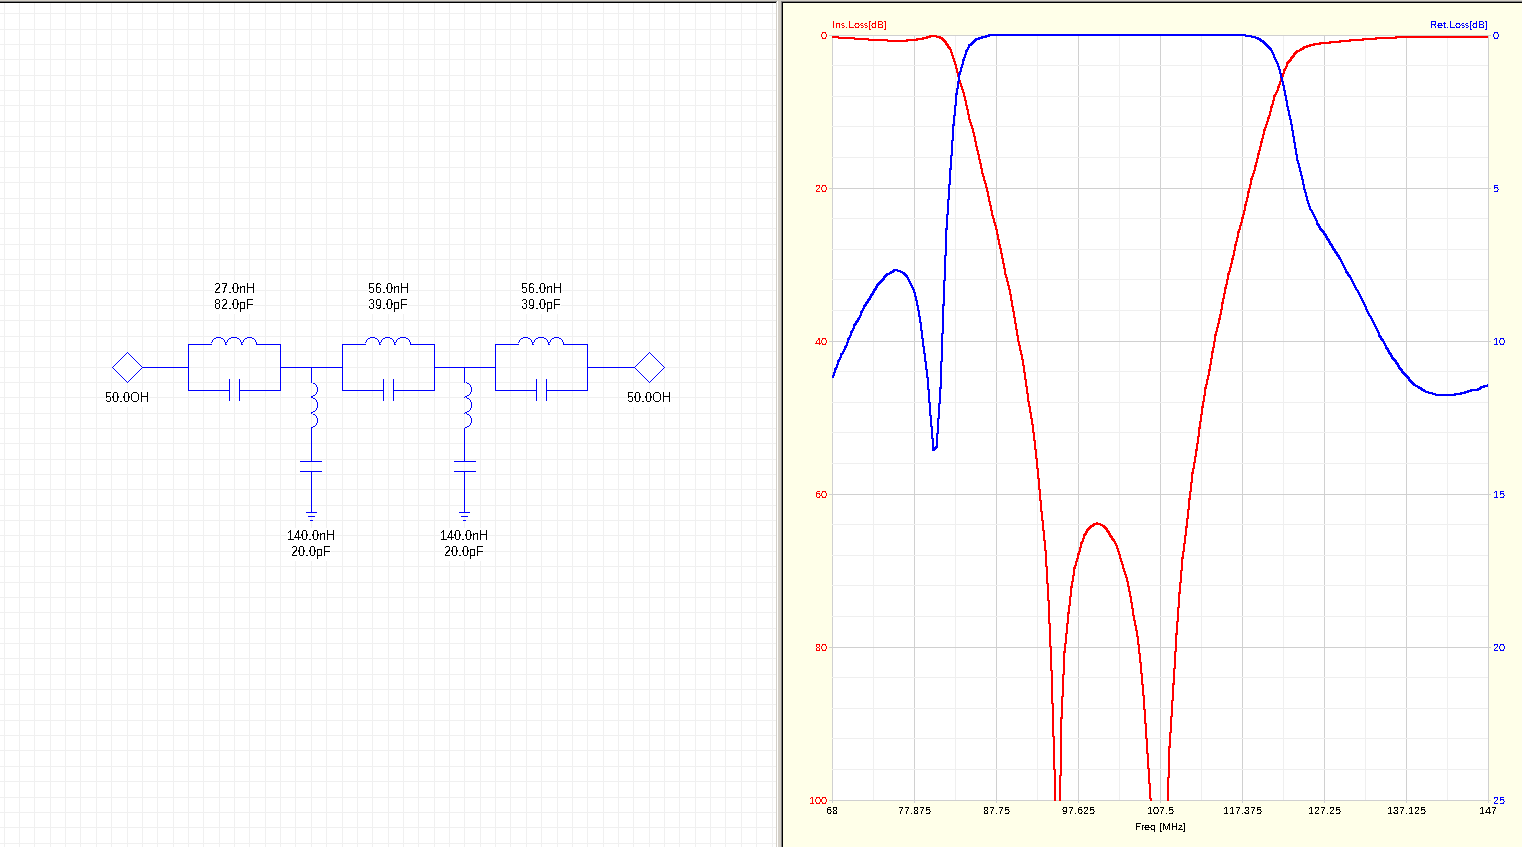 27.0nH
82.0pF
56.0nH
39.0pF
56.0nH
39.0pF
50.0OH
50.0OH
140.0nH
20.0pF
140.0nH
20.0pF
Ins.Loss[dB]
Ret.Loss[dB]
0
20
40
60
80
100
0
5
10
15
20
25
68
77.875
87.75
97.625
107.5
117.375
127.25
137.125
147
Freq [MHz]